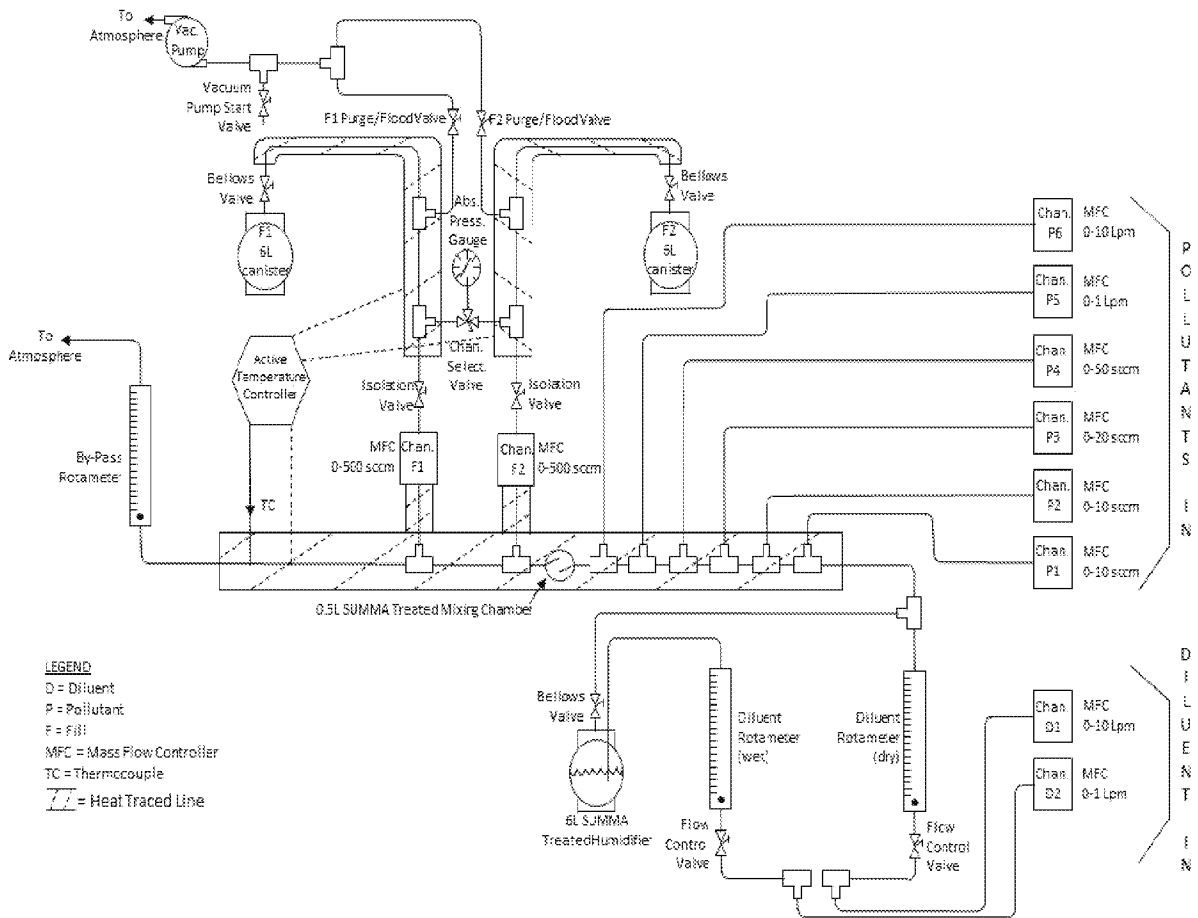 To
Atmosphere
Vac.
Pump
Vacuum
Pump Start
Valve
F1 Purge/Flood Valve
F2 Purge/Flood Valve
Bellows
Valve
F1
6L
canister
Abs.
Press.
Gauge
Bellows
Valve
F2
6L
canister
Chan.
Select.
Valve
To
Atmosphere
Active
Temperature
Controller
Isolation
Valve
Isolation
Valve
By-Pass
Rotameter
MFC
0-500 sccm
Chan.
F1
Chan.
F2
MFC
0-500 sccm
TC
0.5L SUMMA Treated Mixing Chamber
Chan.
P6
MFC
0-10 Lpm
Chan.
P5
MFC
0-1 Lpm
Chan.
P4
MFC
0-50 sccm
Chan.
P3
MFC
0-20 sccm
Chan.
P2
MFC
0-10 sccm
Chan.
P1
MFC
0-10 sccm
POLLUTANTS IN
LEGEND
D = Diluent
P = Pollutant
F = Fill
MFC = Mass Flow Controller
TC = Thermocouple
= Heat Traced Line
Bellows
Valve
6L SUMMA
Treated Humidifier
Diluent
Rotameter
(wet)
Diluent
Rotameter
(dry)
Flow
Control
Valve
Flow
Control
Valve
Chan.
D1
MFC
0-10 Lpm
Chan.
D2
MFC
0-1 Lpm
DILUENT IN